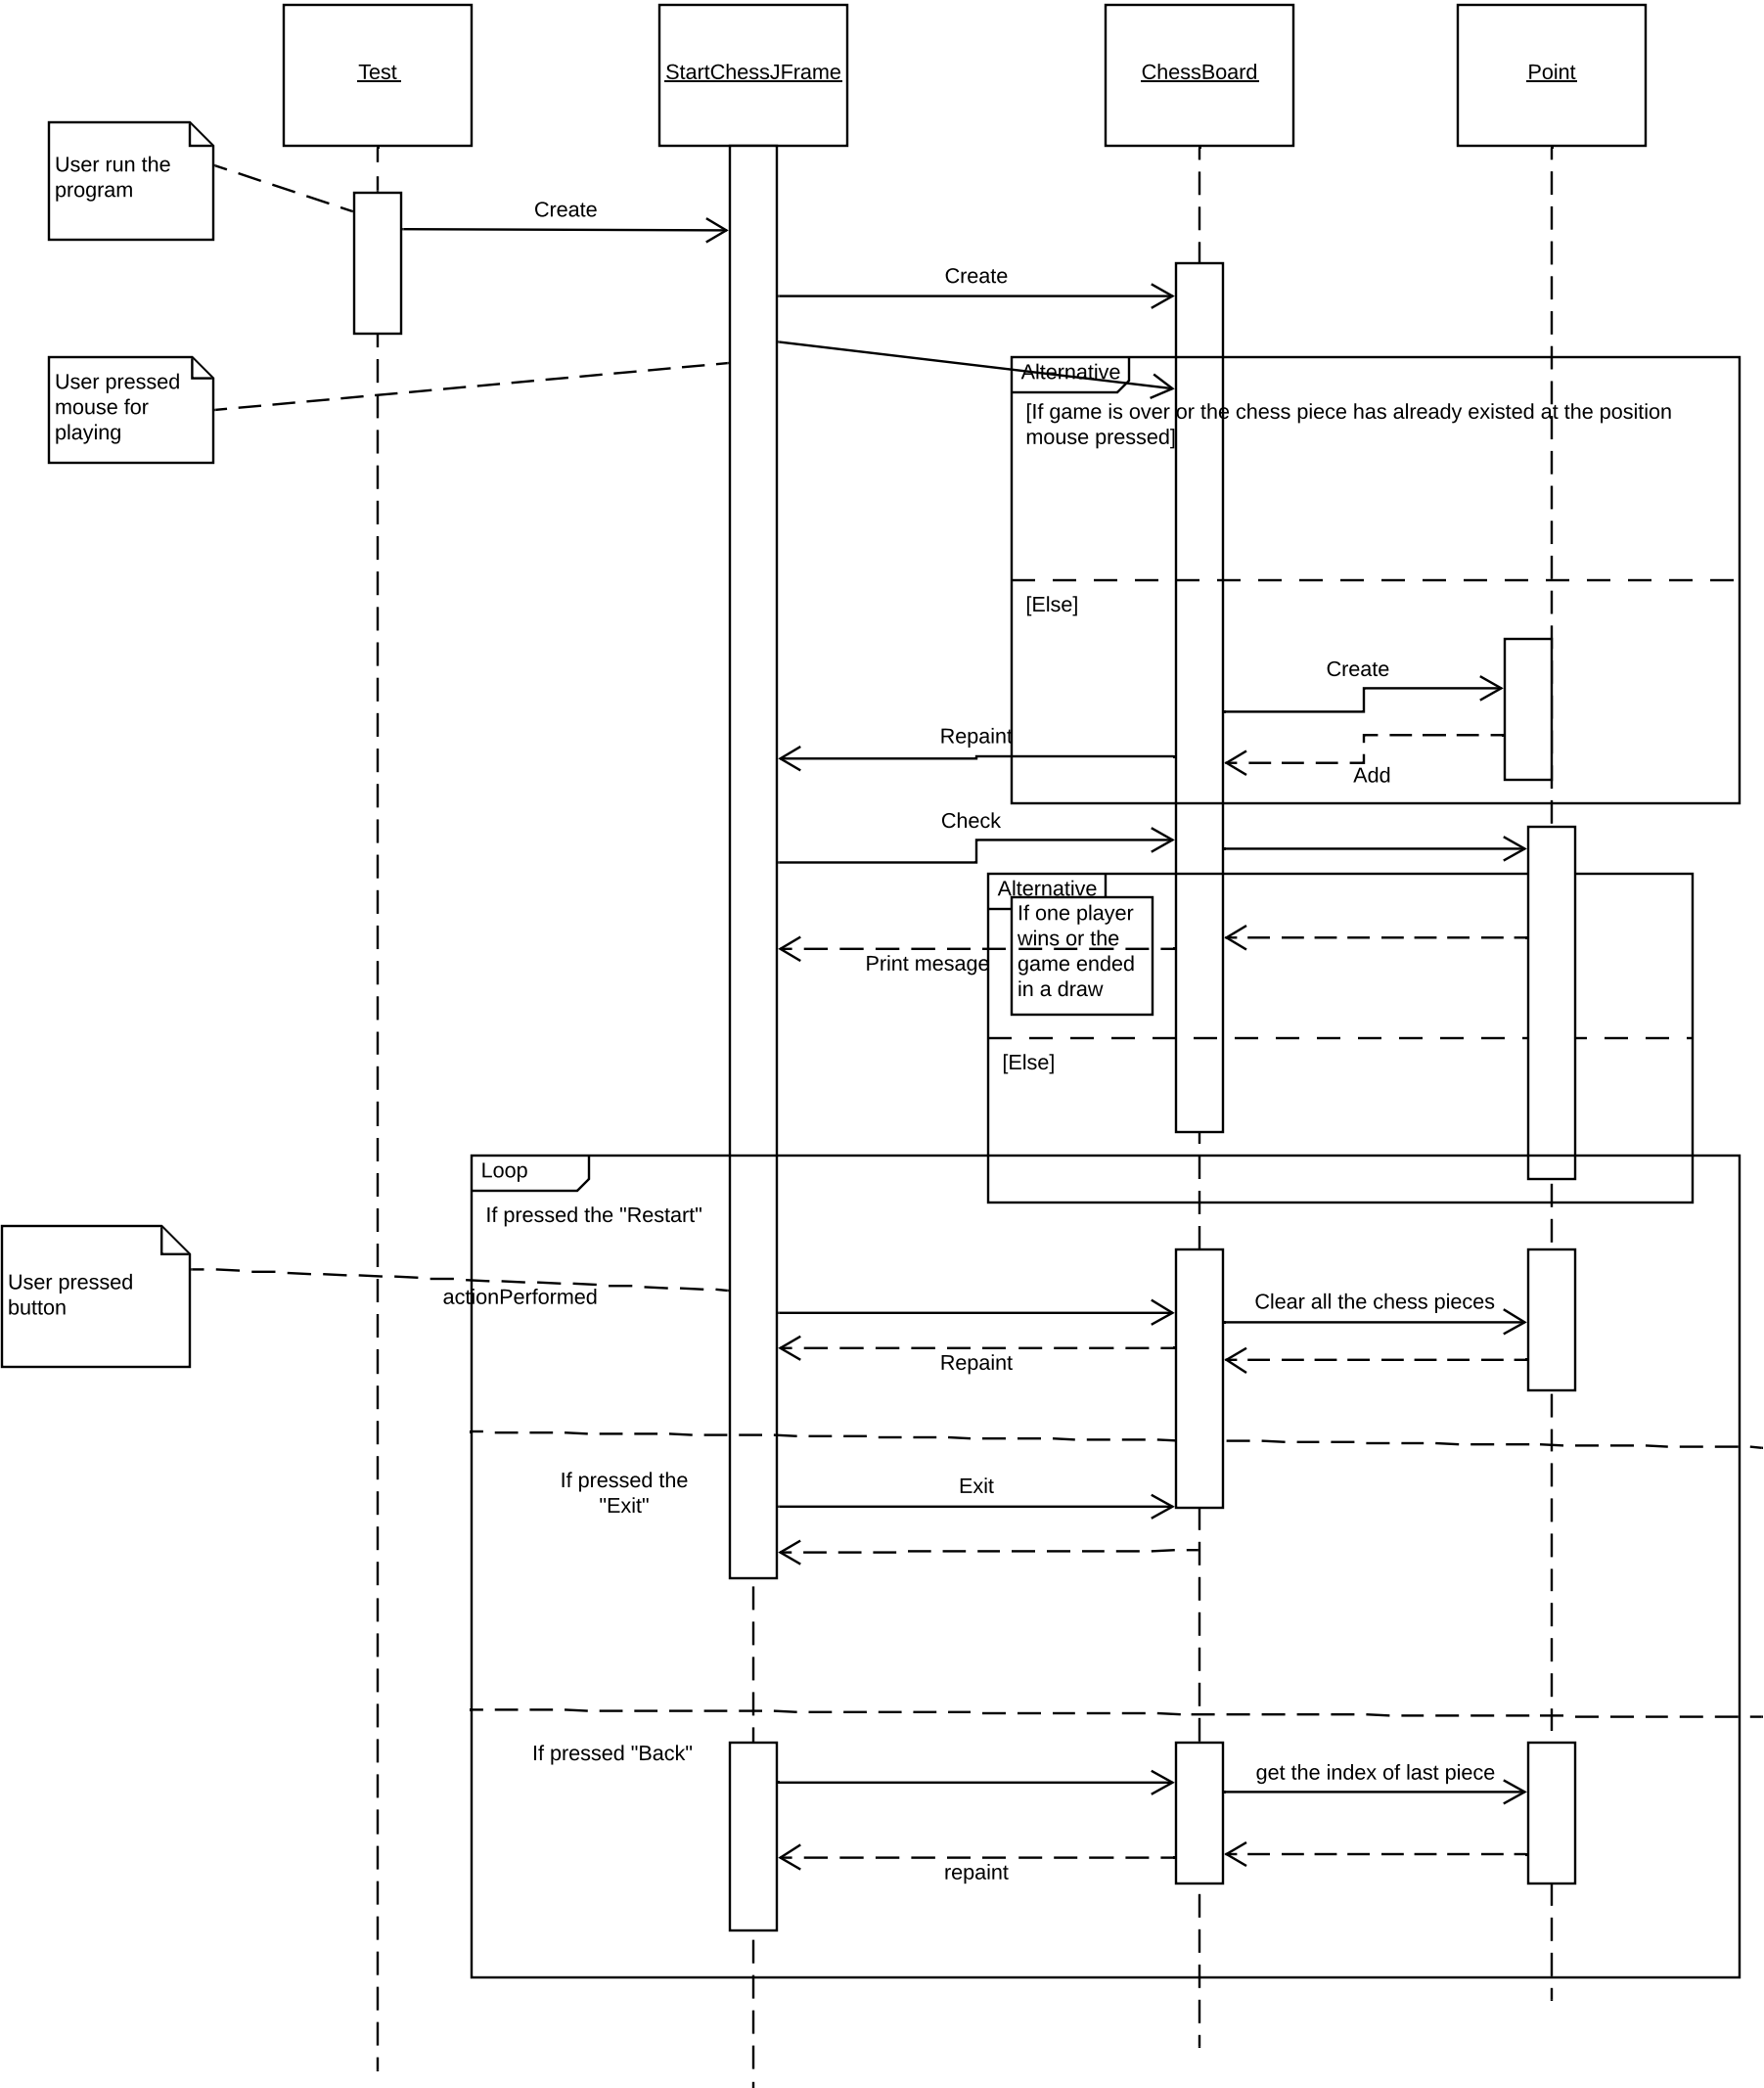 Test
StartChessJFrame
ChessBoard
Point
User run the
program
Create
Create
User pressed
mouse for
playing
Alternative
[If game is over or the chess piece has already existed at the position
mouse pressed]
[Else]
Create
Repaint
Add
Check
Alternative
If one player
wins or the
game ended
in a draw
Print mesage
[Else]
Loop
If pressed the "Restart"
User pressed
button
actionPerformed
Clear all the chess pieces
Repaint
If pressed the
"Exit"
Exit
If pressed "Back"
get the index of last piece
repaint